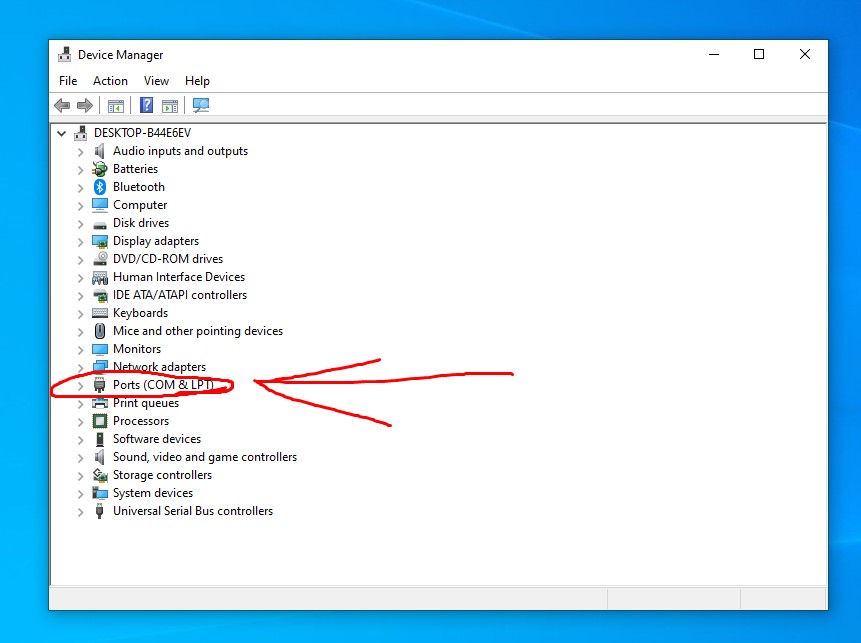 Device Manager
File Action View Help
DESKTOP-B44E6EV
Audio inputs and outputs
Batteries
Bluetooth
Computer
Disk drives
Display adapters
DVD/CD-ROM drives
Human Interface Devices
IDE ATA/ATAPI controllers
Keyboards
Mice and other pointing devices
Monitors
Network adapters
Ports (COM & LPT)
Print queues
Processors
Software devices
Sound, video and game controllers
Storage controllers
System devices
Universal Serial Bus controllers